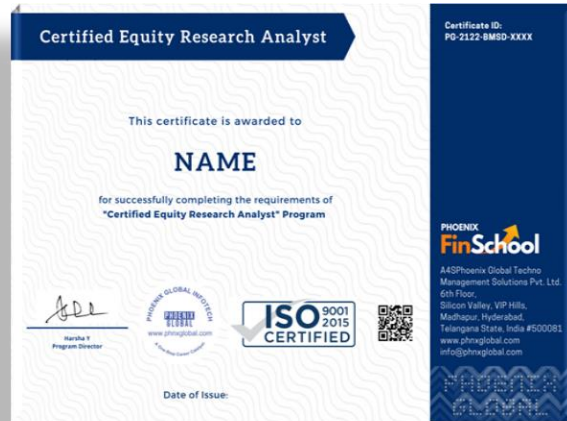 Certified Equity Research Analyst
Certificate ID:
PG-2122-BMSD-XXXX
This certificate is awarded to
NAME
for successfully completing the requirements of
"Certified Equity Research Analyst" Program
PHOENIX
FinSchool
A4SPhoenix Global Techno
Management Solutions Pvt. Ltd.
6th Floor,
Silicon Valley, VIP Hills,
Madhapur, Hyderabad,
Telangana State, India #500081
www.phnxglobal.com
info@phnxglobal.com
Harsha Y
Program Director
PHOENIX GLOBAL INFOTECH
PHOENIX
GLOBAL
www.phnxglobal.com
ISO 9001
2015
CERTIFIED
Date of Issue:
PHOENIX
GLOBAL